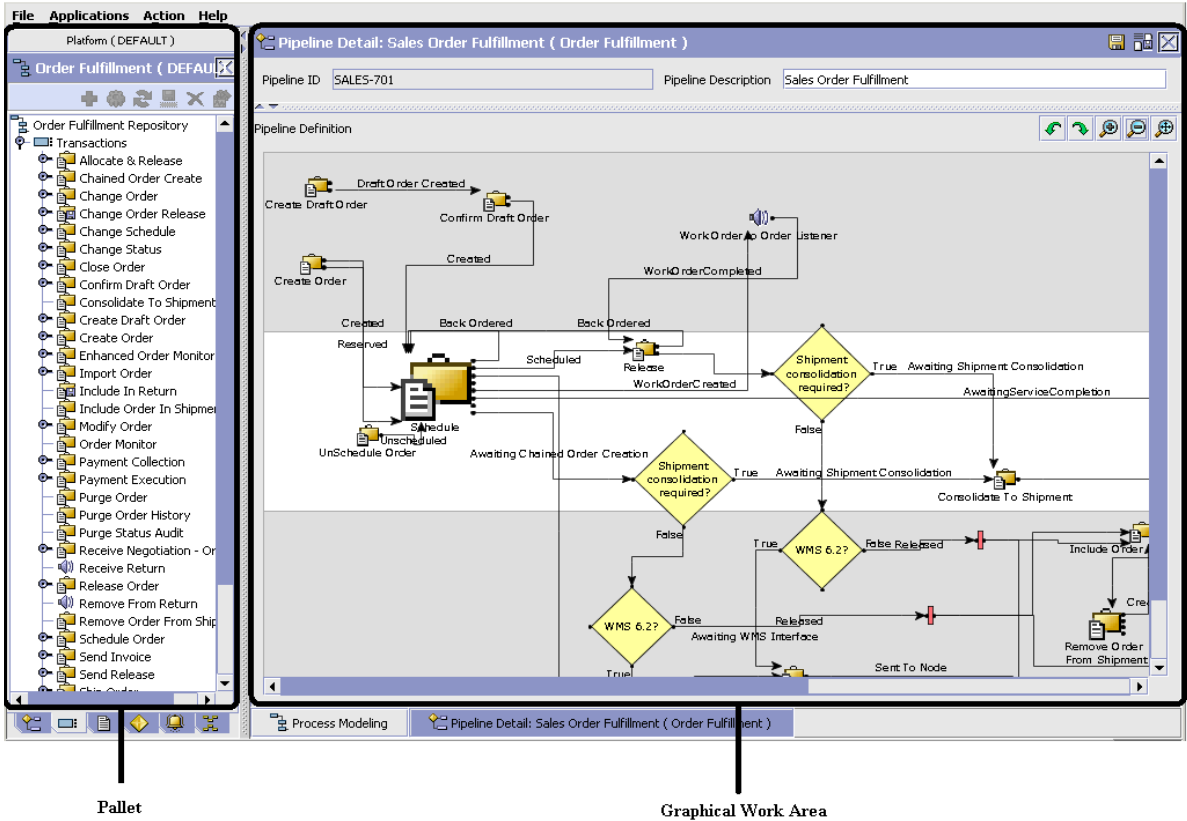 File Applications Action Help
Platform ( DEFAULT )
Order Fulfillment ( DEFAU
Order Fulfillment Repository
Transactions
Allocate & Release
Chained Order Create
Change Order
Change Order Release
Change Schedule
Change Status
Close Order
Confirm Draft Order
Consolidate To Shipment
Create Draft Order
Create Order
Enhanced Order Monitor
Import Order
Include In Return
Include Order In Shipmer
Modify Order
Order Monitor
Payment Collection
Payment Execution
Purge Order
Purge Order History
Purge Status Audit
Receive Negotiation - Or
Receive Return
Release Order
Remove From Return
Remove Order From Ship
Schedule Order
Send Invoice
Send Release
Ship Order
Pipeline Detail: Sales Order Fulfillment ( Order Fulfillment )
Pipeline ID SALES-701 Pipeline Description Sales Order Fulfillment
Pipeline Definition
Draft Order Created
Create Draft Order
Confirm Draft Order
Work Order to Order Listener
Created
WorkOrderCompleted
Create Order
Created
Back Ordered
Back Ordered
Reserved
Scheduled
Release
WorkOrderCreated
Shipment
consolidation
required?
True
Awaiting Shipment Consolidation
AwaitingServiceCompletion
False
Schedule
Unscheduled
UnSchedule Order
Awaiting Chained Order Creation
Shipment
consolidation
required?
True
Awaiting Shipment Consolidation
Consolidate To Shipment
False
True
WMS 6.2?
False
Released
Include Order
WMS 6.2?
False
Released
Awaiting WMS Interface
True
Cre
Remove Order
From Shipment
Sent To Node
Process Modeling
Pipeline Detail: Sales Order Fulfillment ( Order Fulfillment )
Pallet
Graphical Work Area